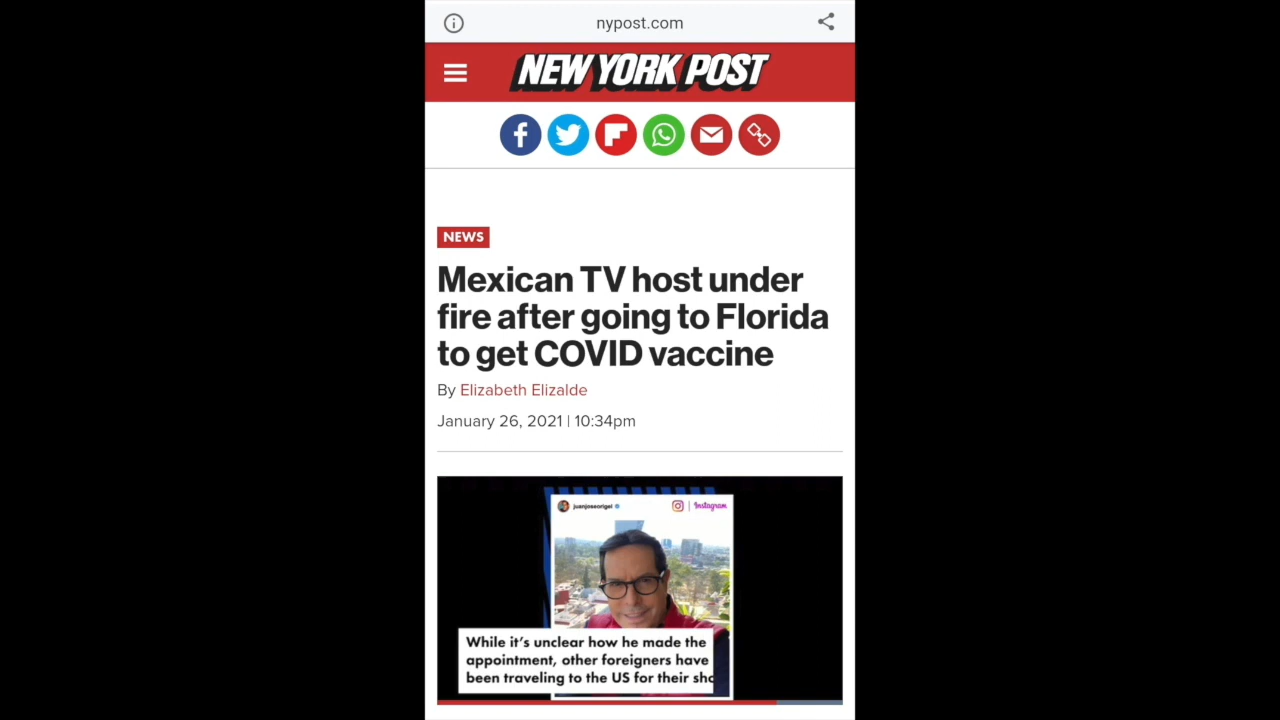 nypost.com
NEW YORK POST
NEWS
Mexican TV host under
fire after going to Florida
to get COVID vaccine
By Elizabeth Elizalde
January 26, 2021 | 10:34pm
juanjoseorigel
Instagram
While it's unclear how he made the
appointment, other foreigners have
been traveling to the US for their sho